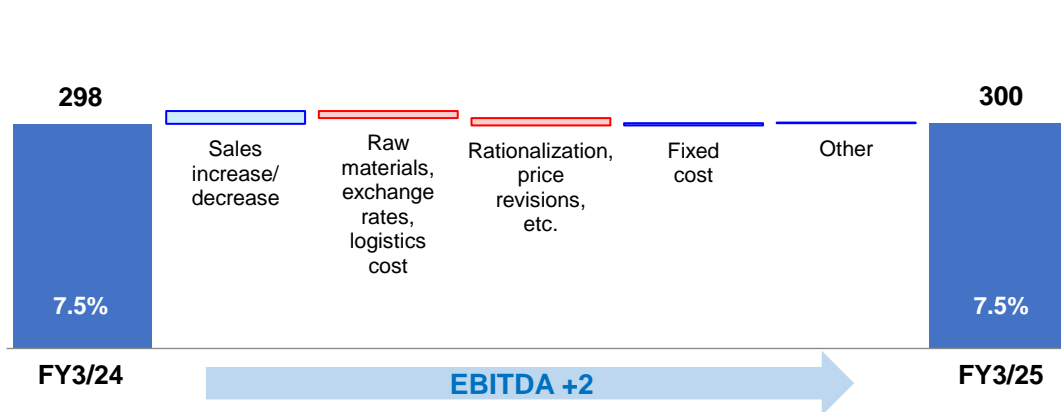 298
300
Sales
increase/
decrease
Raw
materials,
exchange
rates,
logistics
cost
Rationalization,
price
revisions,
etc.
Fixed
cost
Other
7.5%
7.5%
FY3/24
EBITDA +2
FY3/25